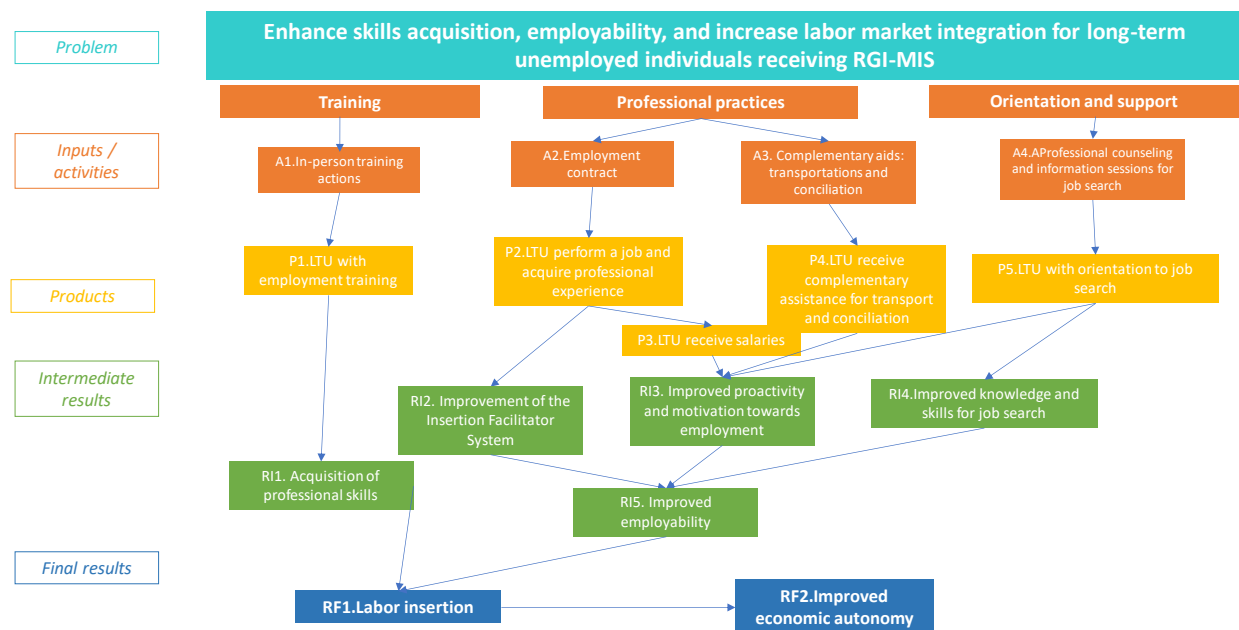 Problem
Enhance skills acquisition, employability, and increase labor market integration for long-term
unemployed individuals receiving RGI-MIS
Training
Professional practices
Orientation and support
Inputs /
activities
A1.In-person training
actions
A2.Employment
contract
A3. Complementary aids:
transportations and
conciliation
A4.AProfessional counseling
and information sessions for
job search
Products
P1.LTU with
employment training
P2.LTU perform a job and
acquire professional
experience
P4.LTU receive
complementary
assistance for transport
and conciliation
P5.LTU with orientation to job
search
P3.LTU receive salaries
Intermediate
results
RI2. Improvement of the
Insertion Facilitator
System
RI3. Improved proactivity
and motivation towards
employment
RI4.Improved knowledge and
skills for job search
RI1. Acquisition of
professional skills
RI5. Improved
employability
Final results
RF1.Labor insertion
RF2.Improved
economic autonomy